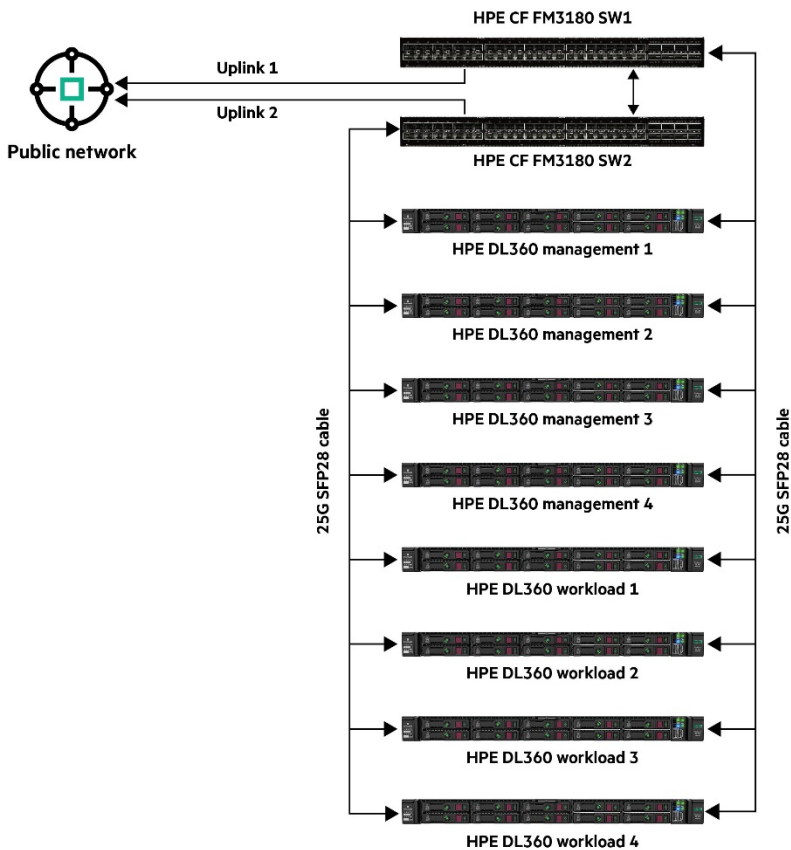 HPE CF FM3180 SW1
Uplink 1
Uplink 2
Public network
HPE CF FM3180 SW2
HPE DL360 management 1
HPE DL360 management 2
HPE DL360 management 3
HPE DL360 management 4
25G SFP28 cable
25G SFP28 cable
HPE DL360 workload 1
HPE DL360 workload 2
HPE DL360 workload 3
HPE DL360 workload 4